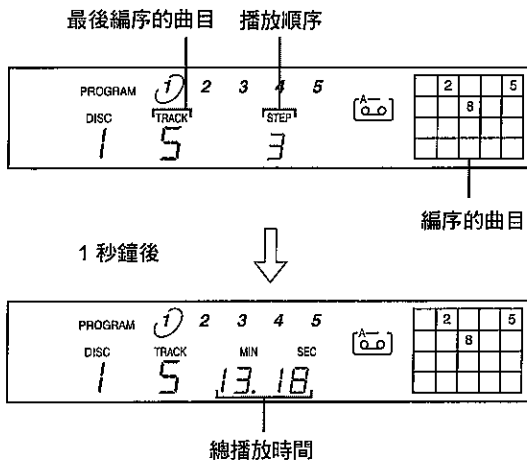 最後編序的曲目 播放順序
PROGRAM 1 2 3 4 5 A 2 5
DISC TRACK STEP 8
1 5 3
編序的曲目
1 秒鐘後
PROGRAM 1 2 3 4 5 A 2 5
DISC TRACK MIN SEC 8
1 5 13.18
總播放時間